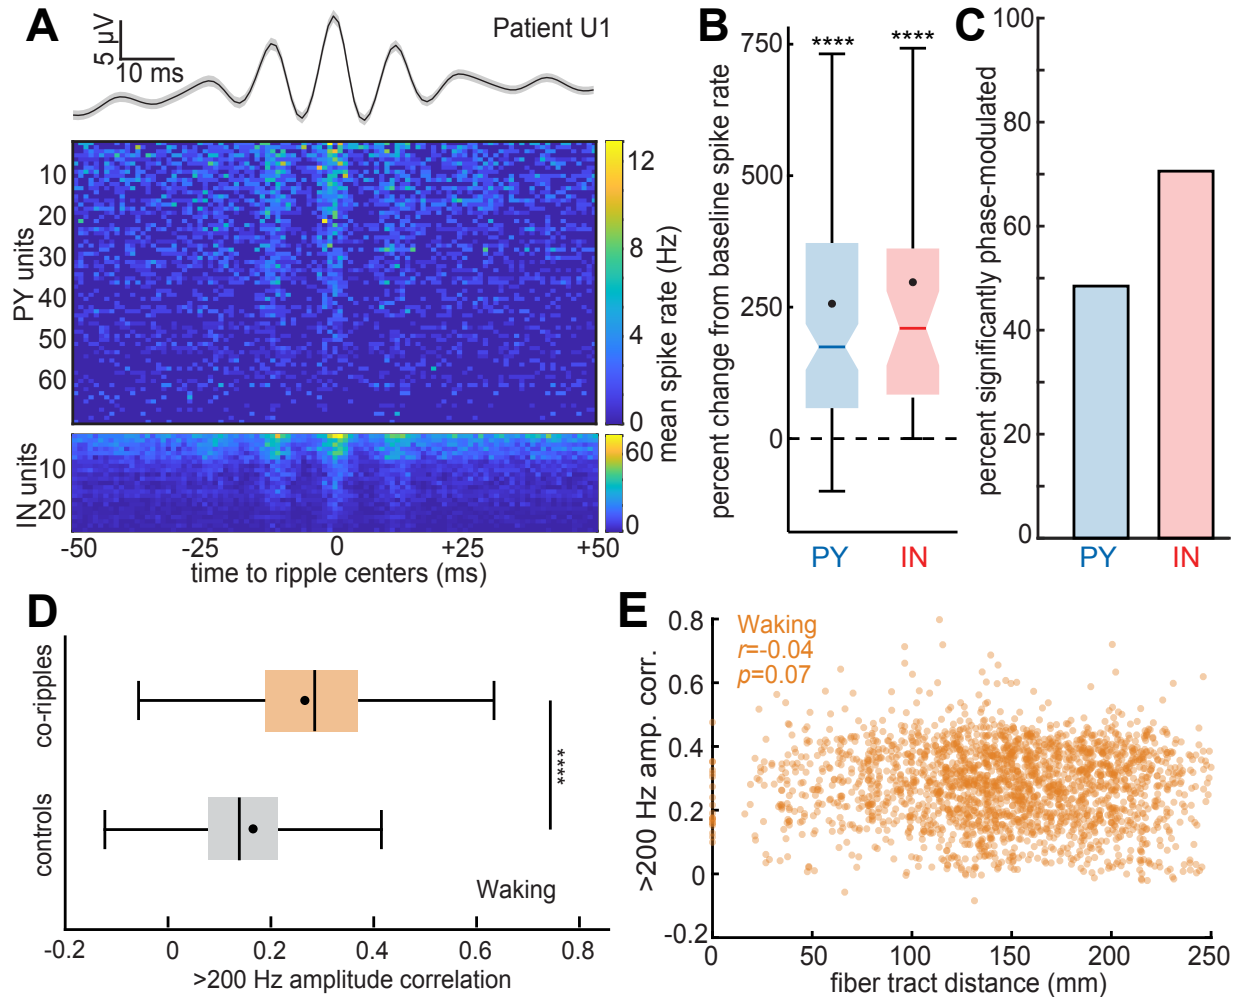 A
5 µV
10 ms
Patient U1
PY units
10
20
30
40
50
60
12
8
4
0
mean spike rate (Hz)
IN units
10
20
60
0
-50
-25
0
+25
+50
time to ripple centers (ms)
B
percent change from baseline spike rate
750
500
250
0
****
****
PY
IN
C
percent significantly phase-modulated
100
80
60
40
20
0
PY
IN
D
co-ripples
controls
****
Waking
-0.2
0
0.2
0.4
0.6
0.8
>200 Hz amplitude correlation
E
>200 Hz amp. corr.
0.8
0.6
0.4
0.2
0
-0.2
Waking
r=-0.04
p=0.07
0
50
100
150
200
250
fiber tract distance (mm)